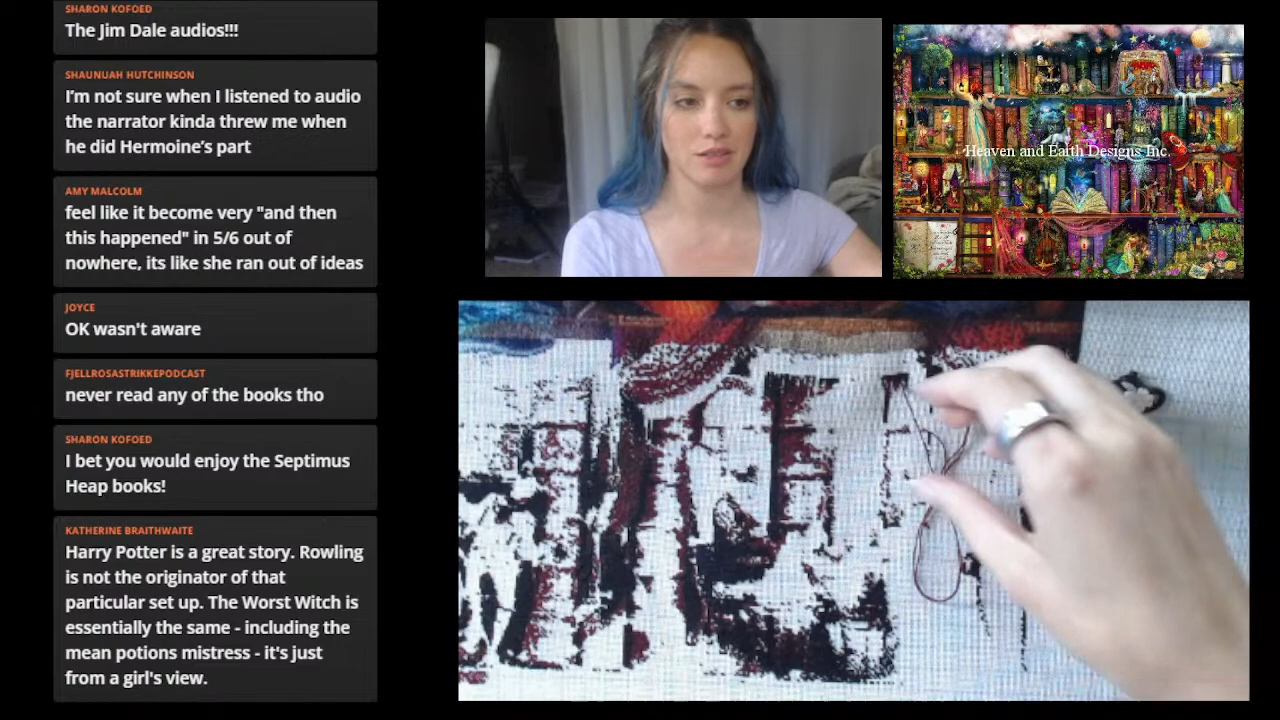 SHARON KOFOED
The Jim Dale audios!!!
SHAUNUAH HUTCHINSON
I'm not sure when I listened to audio
the narrator kinda threw me when
he did Hermoine's part
AMY MALCOLM
feel like it become very "and then
this happened" in 5/6 out of
nowhere, its like she ran out of ideas
JOYCE
OK wasn't aware
FJELLROSASTRIKKEPODCAST
never read any of the books tho
SHARON KOFOED
I bet you would enjoy the Septimus
Heap books!
KATHERINE BRAITHWAITE
Harry Potter is a great story. Rowling
is not the originator of that
particular set up. The Worst Witch is
essentially the same - including the
mean potions mistress - it's just
from a girl's view.
Heaven and Earth Designs Inc.